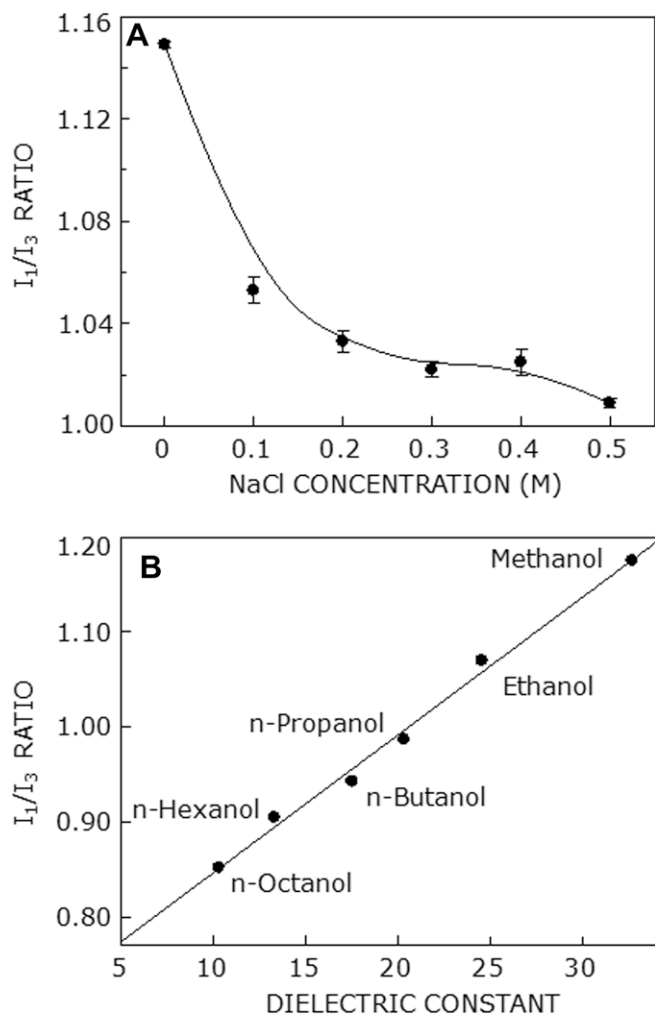 A
1.16
1.12
1.08
1.04
1.00
I₁/I₃ RATIO
0 0.1 0.2 0.3 0.4 0.5
NaCl CONCENTRATION (M)
B
1.20
1.10
1.00
0.90
0.80
I₁/I₃ RATIO
Methanol
Ethanol
n-Propanol
n-Butanol
n-Hexanol
n-Octanol
5 10 15 20 25 30
DIELECTRIC CONSTANT